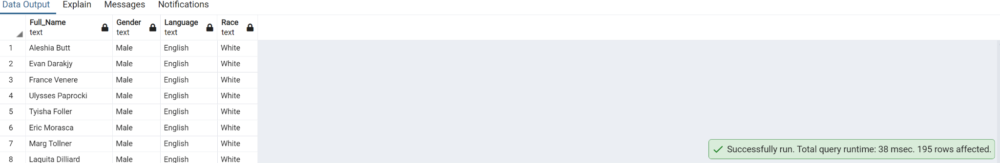 Data Output Explain Messages Notifications
Full_Name Gender Language Race
text text text text
1 Aleshia Butt Male English White
2 Evan Darakjy Male English White
3 France Venere Male English White
4 Ulysses Paprocki Male English White
5 Tyisha Foller Male English White
6 Eric Morasca Male English White
7 Marg Tollner Male English White
8 Laquita Dilliard Male English White
Successfully run. Total query runtime: 38 msec. 195 rows affected.